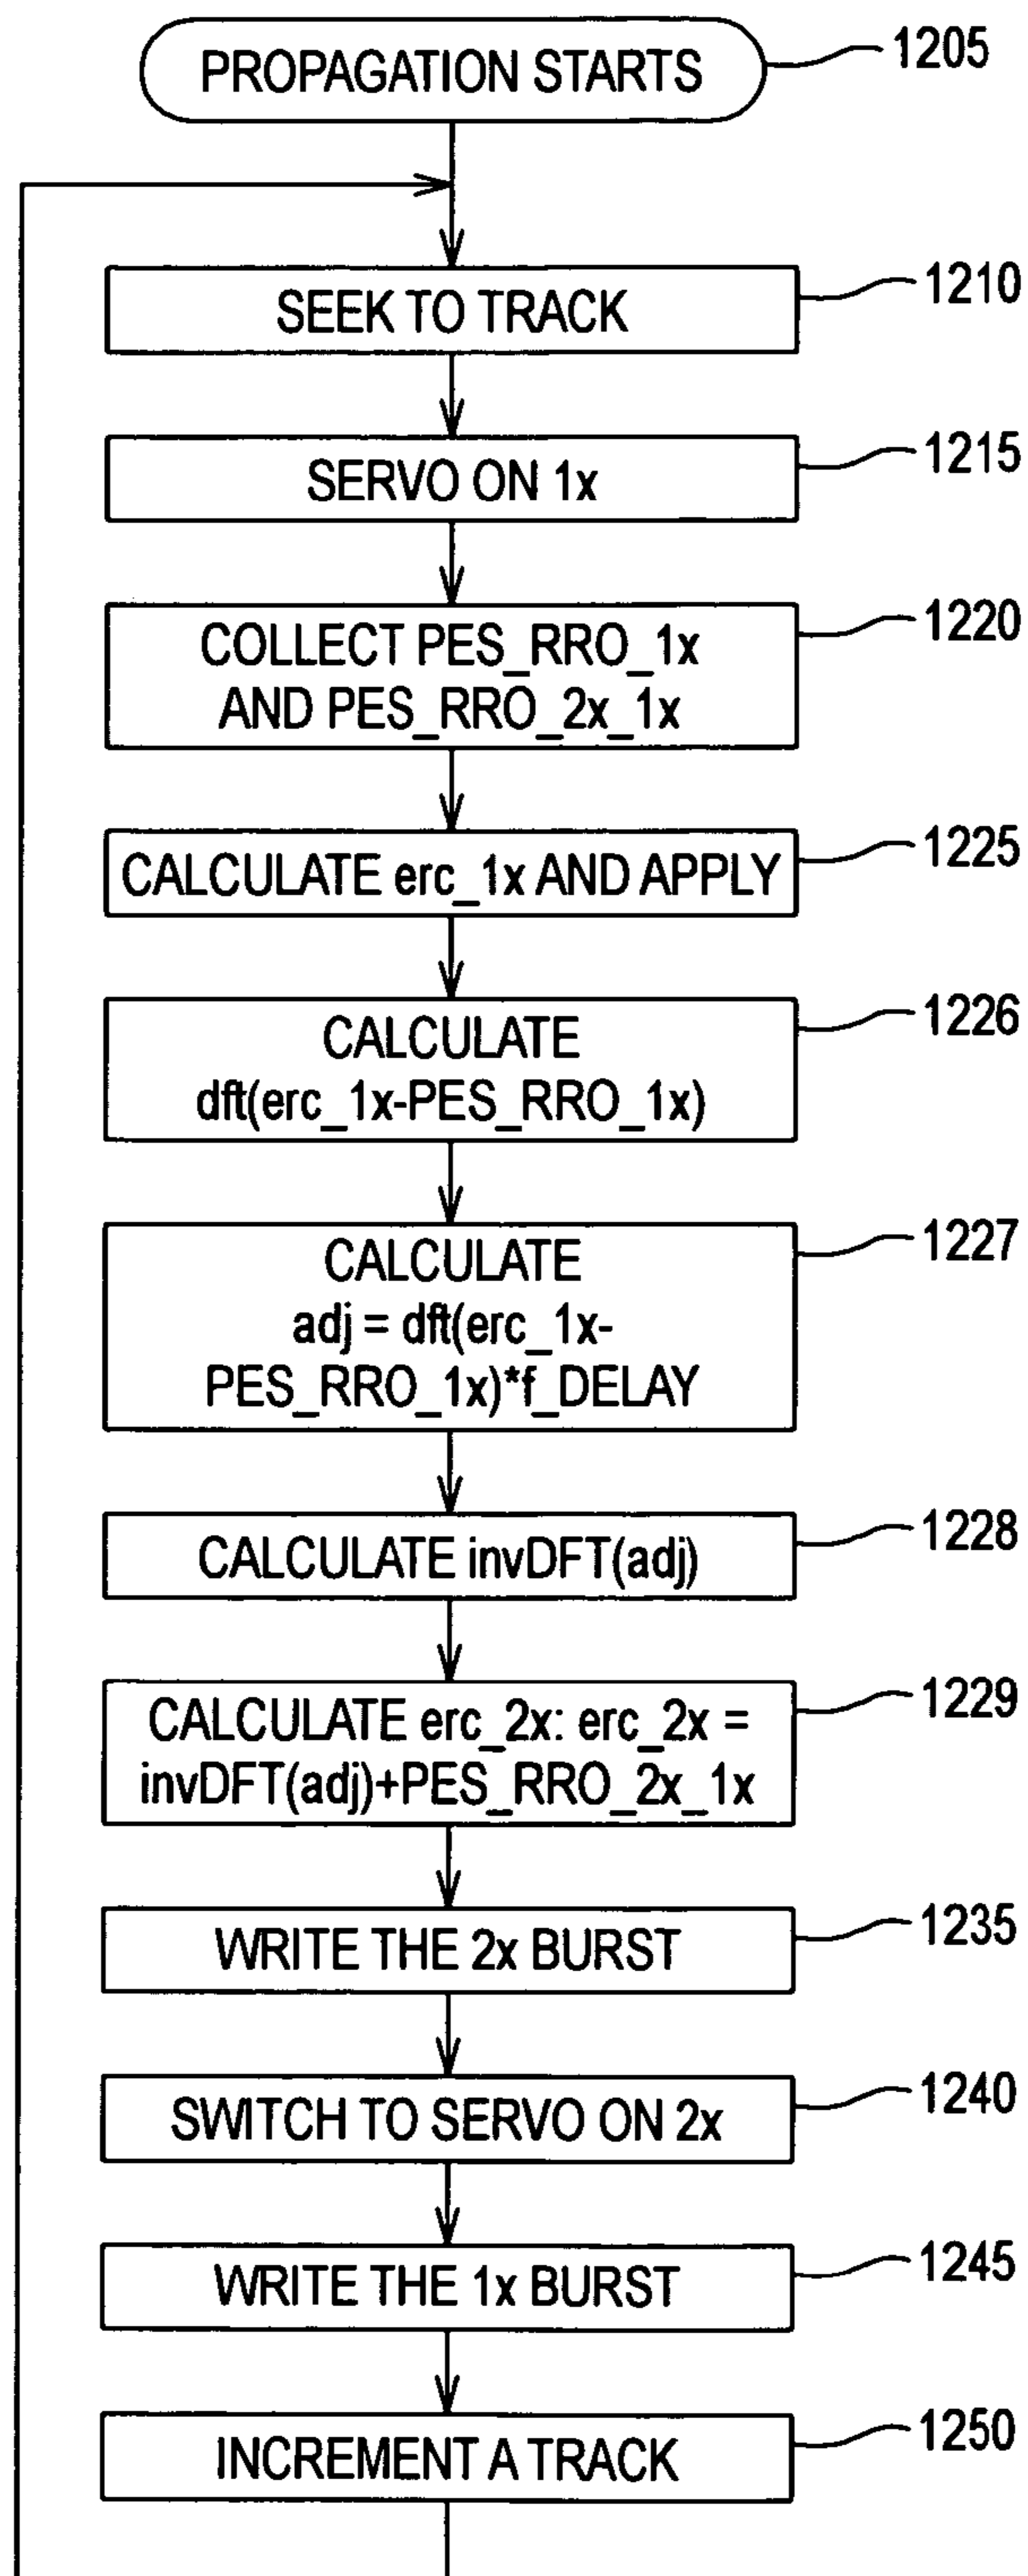 PROPAGATION STARTS
1205
SEEK TO TRACK
1210
SERVO ON 1x
1215
COLLECT PES_RRO_1x
AND PES_RRO_2x_1x
1220
CALCULATE erc_1x AND APPLY
1225
CALCULATE
dft(erc_1x-PES_RRO_1x)
1226
CALCULATE
adj = dft(erc_1x-
PES_RRO_1x)*f_DELAY
1227
CALCULATE invDFT(adj)
1228
CALCULATE erc_2x: erc_2x =
invDFT(adj)+PES_RRO_2x_1x
1229
WRITE THE 2x BURST
1235
SWITCH TO SERVO ON 2x
1240
WRITE THE 1x BURST
1245
INCREMENT A TRACK
1250